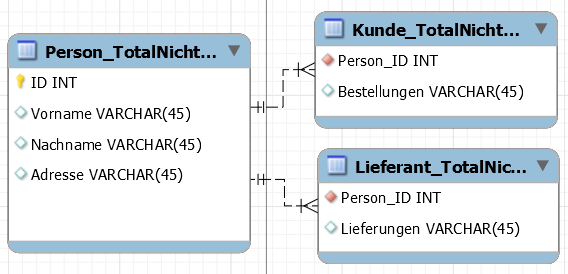 Person_TotalNicht...
ID INT
Vorname VARCHAR(45)
Nachname VARCHAR(45)
Adresse VARCHAR(45)
Kunde_TotalNicht...
Person_ID INT
Bestellungen VARCHAR(45)
Lieferant_TotalNic...
Person_ID INT
Lieferungen VARCHAR(45)